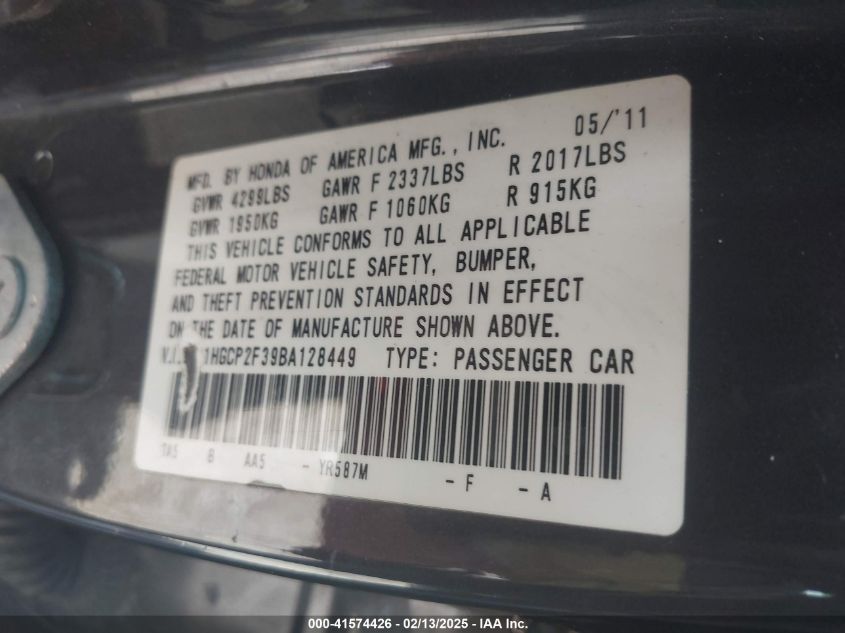 MFD. BY HONDA OF AMERICA MFG., INC. 05/'11
GVWR 4299LBS GAWR F 2337LBS R 2017LBS
GVWR 1950KG GAWR F 1060KG R 915KG
THIS VEHICLE CONFORMS TO ALL APPLICABLE
FEDERAL MOTOR VEHICLE SAFETY, BUMPER,
AND THEFT PREVENTION STANDARDS IN EFFECT
ON THE DATE OF MANUFACTURE SHOWN ABOVE.
1HGCP2F39BA128449 TYPE: PASSENGER CAR
B AA5 - YR587M - F - A
000-41574426 - 02/13/2025 - IAA Inc.